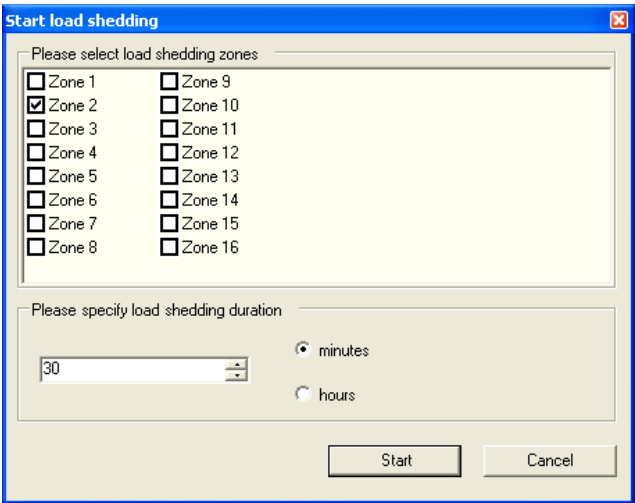 Start load shedding
Please select load shedding zones
Zone 1 Zone 9
Zone 2 Zone 10
Zone 3 Zone 11
Zone 4 Zone 12
Zone 5 Zone 13
Zone 6 Zone 14
Zone 7 Zone 15
Zone 8 Zone 16
Please specify load shedding duration
30
minutes
hours
Start Cancel